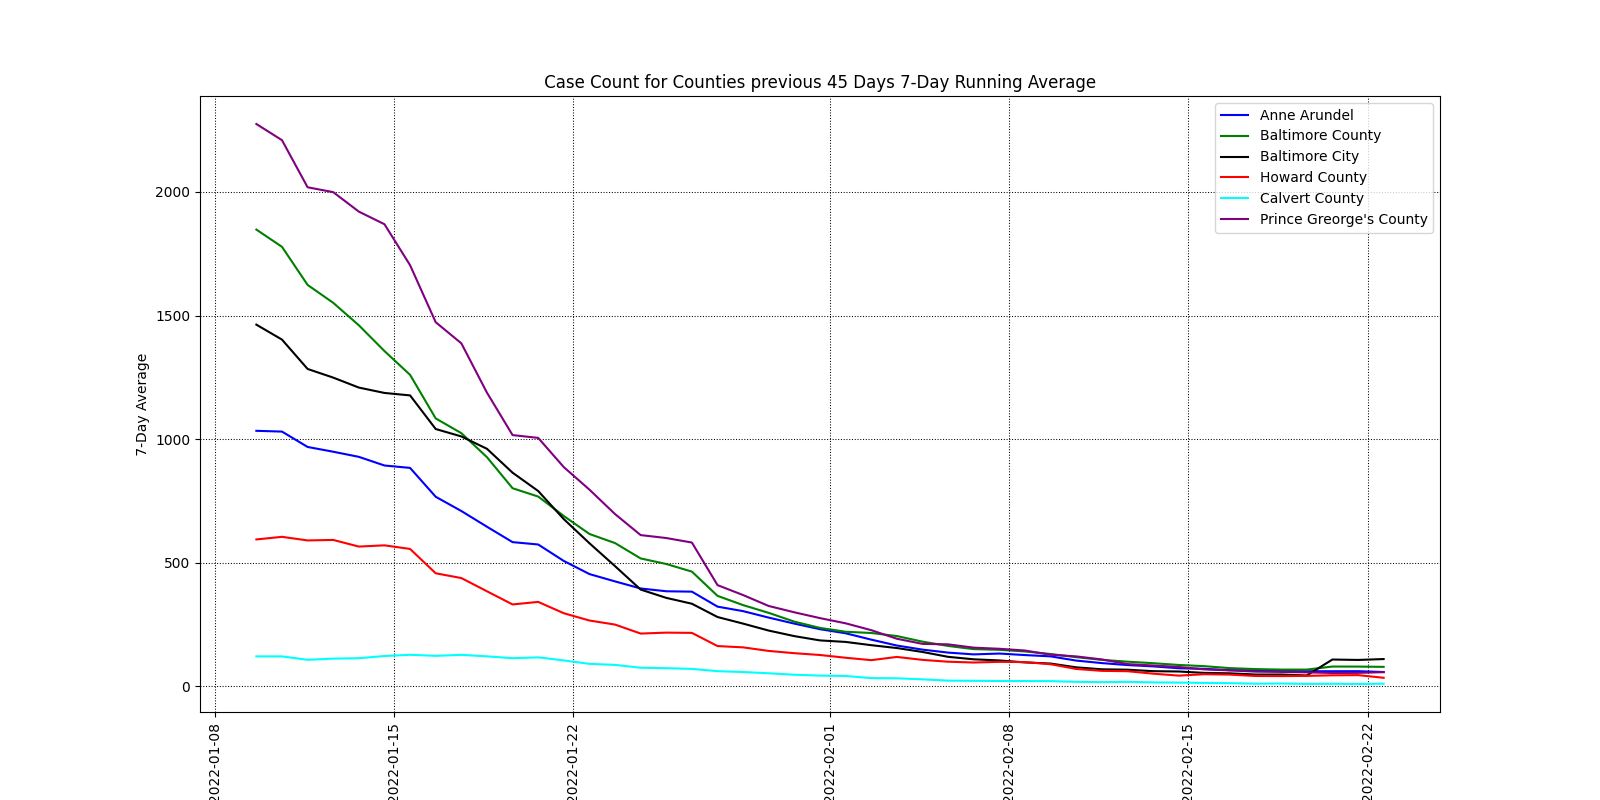 Case Count for Counties previous 45 Days 7-Day Running Average
Anne Arundel
Baltimore County
Baltimore City
Howard County
Calvert County
Prince Greorge's County
7-Day Average
2000
1500
1000
500
0
2022-01-08
2022-01-15
2022-01-22
2022-02-01
2022-02-08
2022-02-15
2022-02-22